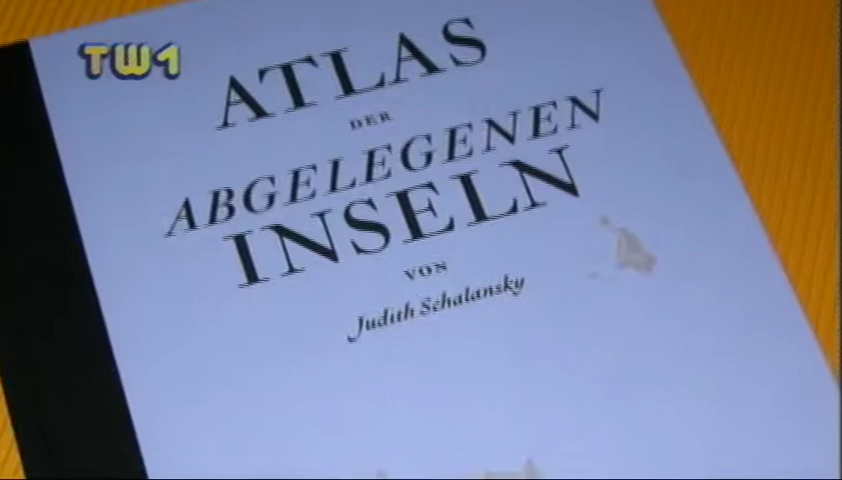 TW1
ATLAS
DER
ABGELEGENEN
INSELN
VON
Judith Schalansky